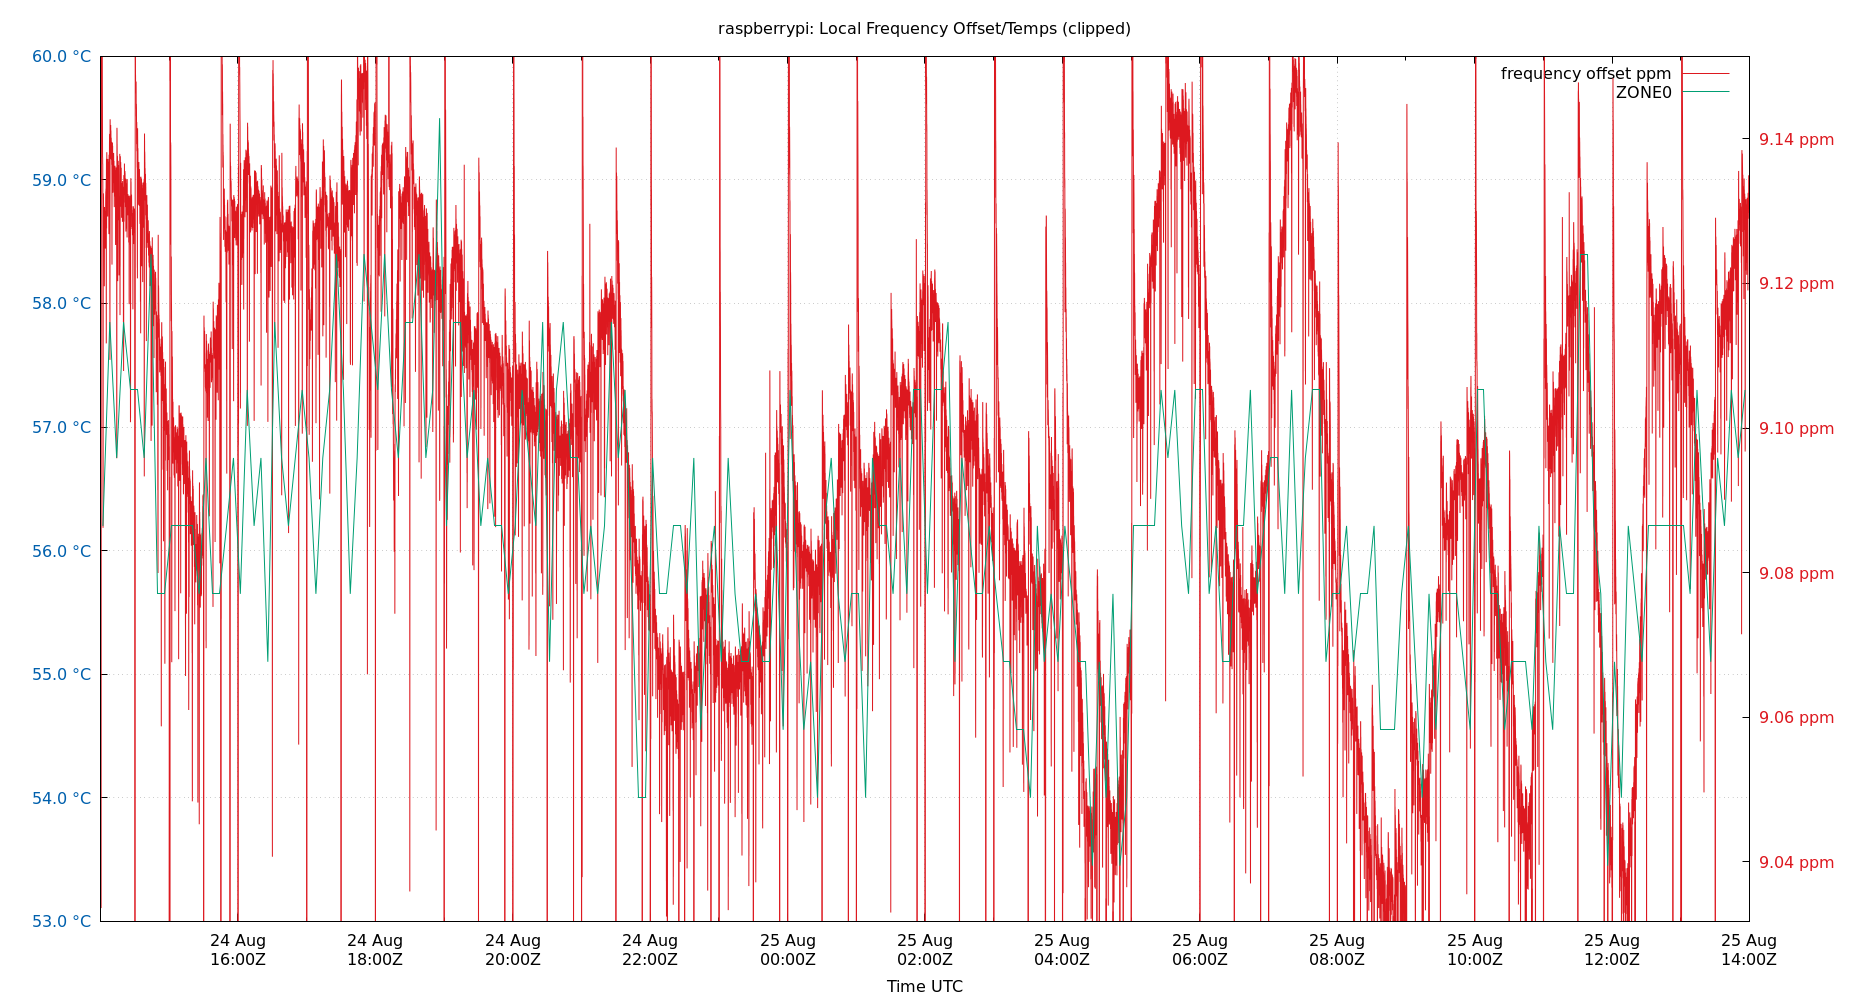 raspberrypi: Local Frequency Offset/Temps (clipped)
60.0 °C
59.0 °C
58.0 °C
57.0 °C
56.0 °C
55.0 °C
54.0 °C
53.0 °C
frequency offset ppm
ZONE0
9.14 ppm
9.12 ppm
9.10 ppm
9.08 ppm
9.06 ppm
9.04 ppm
24 Aug
16:00Z
24 Aug
18:00Z
24 Aug
20:00Z
24 Aug
22:00Z
25 Aug
00:00Z
25 Aug
02:00Z
25 Aug
04:00Z
25 Aug
06:00Z
25 Aug
08:00Z
25 Aug
10:00Z
25 Aug
12:00Z
25 Aug
14:00Z
Time UTC